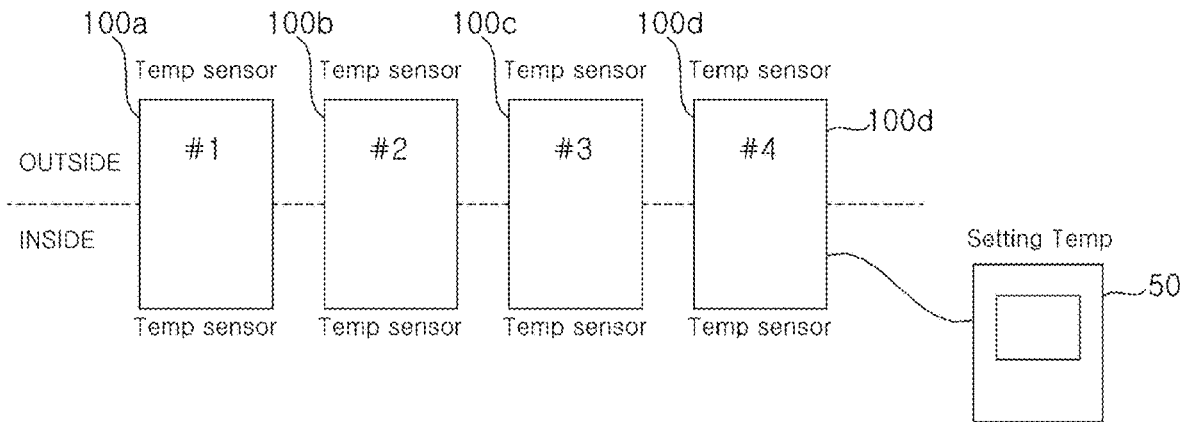 100a 100b 100c 100d
Temp sensor Temp sensor Temp sensor Temp sensor
#1 #2 #3 #4 100d
OUTSIDE
INSIDE
Setting Temp
50
Temp sensor Temp sensor Temp sensor Temp sensor